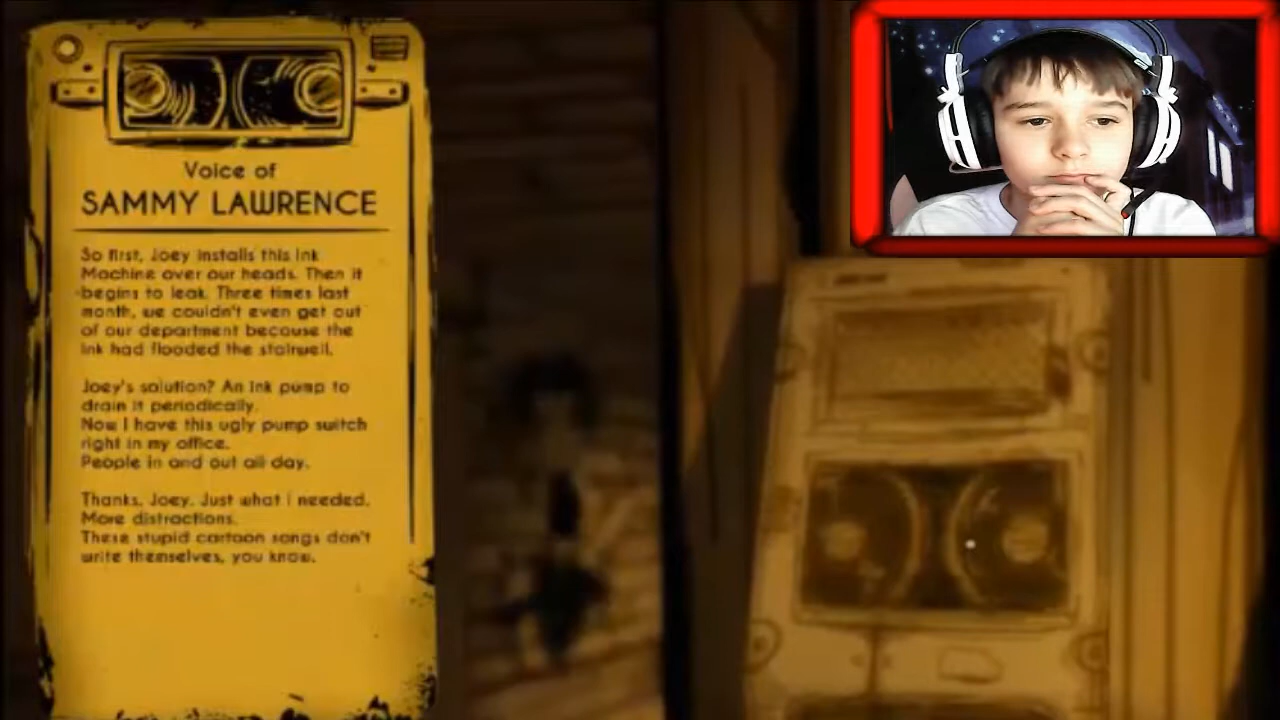 Voice of
SAMMY LAWRENCE
So first, Joey installs this Ink
Machine over our heads. Then it
begins to leak. Three times last
month, we couldn't even get out
of our department because the
ink had flooded the stairwell.
Joey's solution? An ink pump to
drain it periodically.
Now I have this ugly pump switch
right in my office.
People in and out all day.
Thanks, Joey. Just what I needed.
More distractions.
These stupid cartoon songs don't
write themselves, you know.